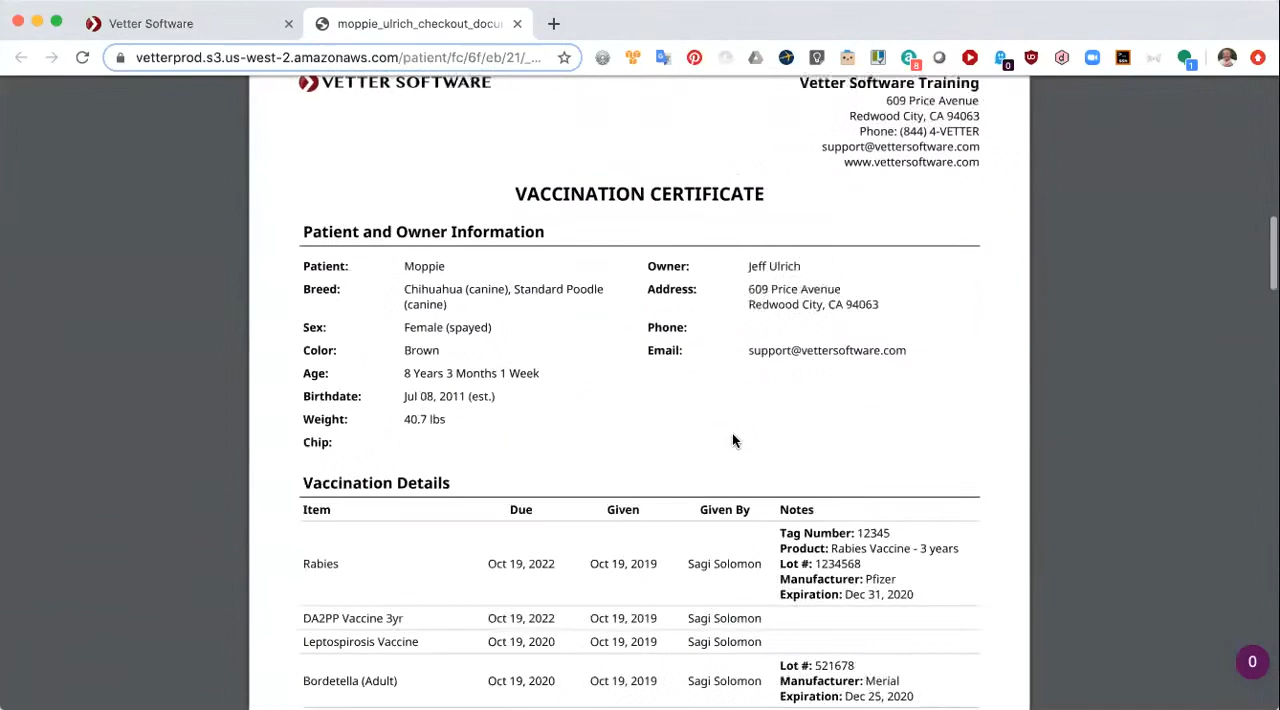 Vetter Software
moppie_ulrich_checkout_docu
vetterprod.s3.us-west-2.amazonaws.com/patient/fc/6f/eb/21/_...
8
0
1
VETTER SOFTWARE
Vetter Software Training
609 Price Avenue
Redwood City, CA 94063
Phone: (844) 4-VETTER
support@vettersoftware.com
www.vettersoftware.com
VACCINATION CERTIFICATE
Patient and Owner Information
Patient: Moppie Owner: Jeff Ulrich
Breed: Chihuahua (canine), Standard Poodle Address: 609 Price Avenue
(canine) Redwood City, CA 94063
Sex: Female (spayed) Phone:
Color: Brown Email: support@vettersoftware.com
Age: 8 Years 3 Months 1 Week
Birthdate: Jul 08, 2011 (est.)
Weight: 40.7 lbs
Chip:
Vaccination Details
Item Due Given Given By Notes
Tag Number: 12345
Product: Rabies Vaccine - 3 years
Rabies Oct 19, 2022 Oct 19, 2019 Sagi Solomon Lot #: 1234568
Manufacturer: Pfizer
Expiration: Dec 31, 2020
DA2PP Vaccine 3yr Oct 19, 2022 Oct 19, 2019 Sagi Solomon
Leptospirosis Vaccine Oct 19, 2020 Oct 19, 2019 Sagi Solomon
Lot #: 521678
Bordetella (Adult) Oct 19, 2020 Oct 19, 2019 Sagi Solomon Manufacturer: Merial
Expiration: Dec 25, 2020
0